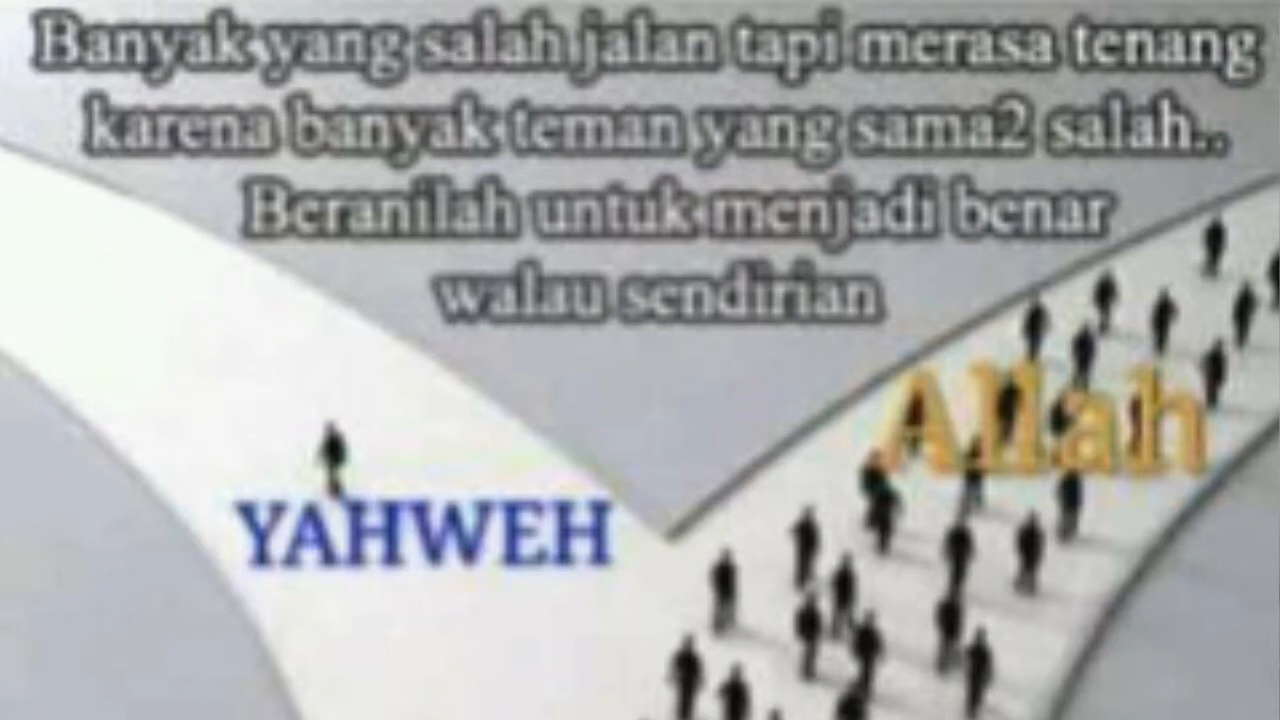 Banyak yang salah jalan tapi merasa tenang
karena banyak teman yang sama2 salah..
Beranilah untuk menjadi benar
walau sendirian
Allah
YAHWEH